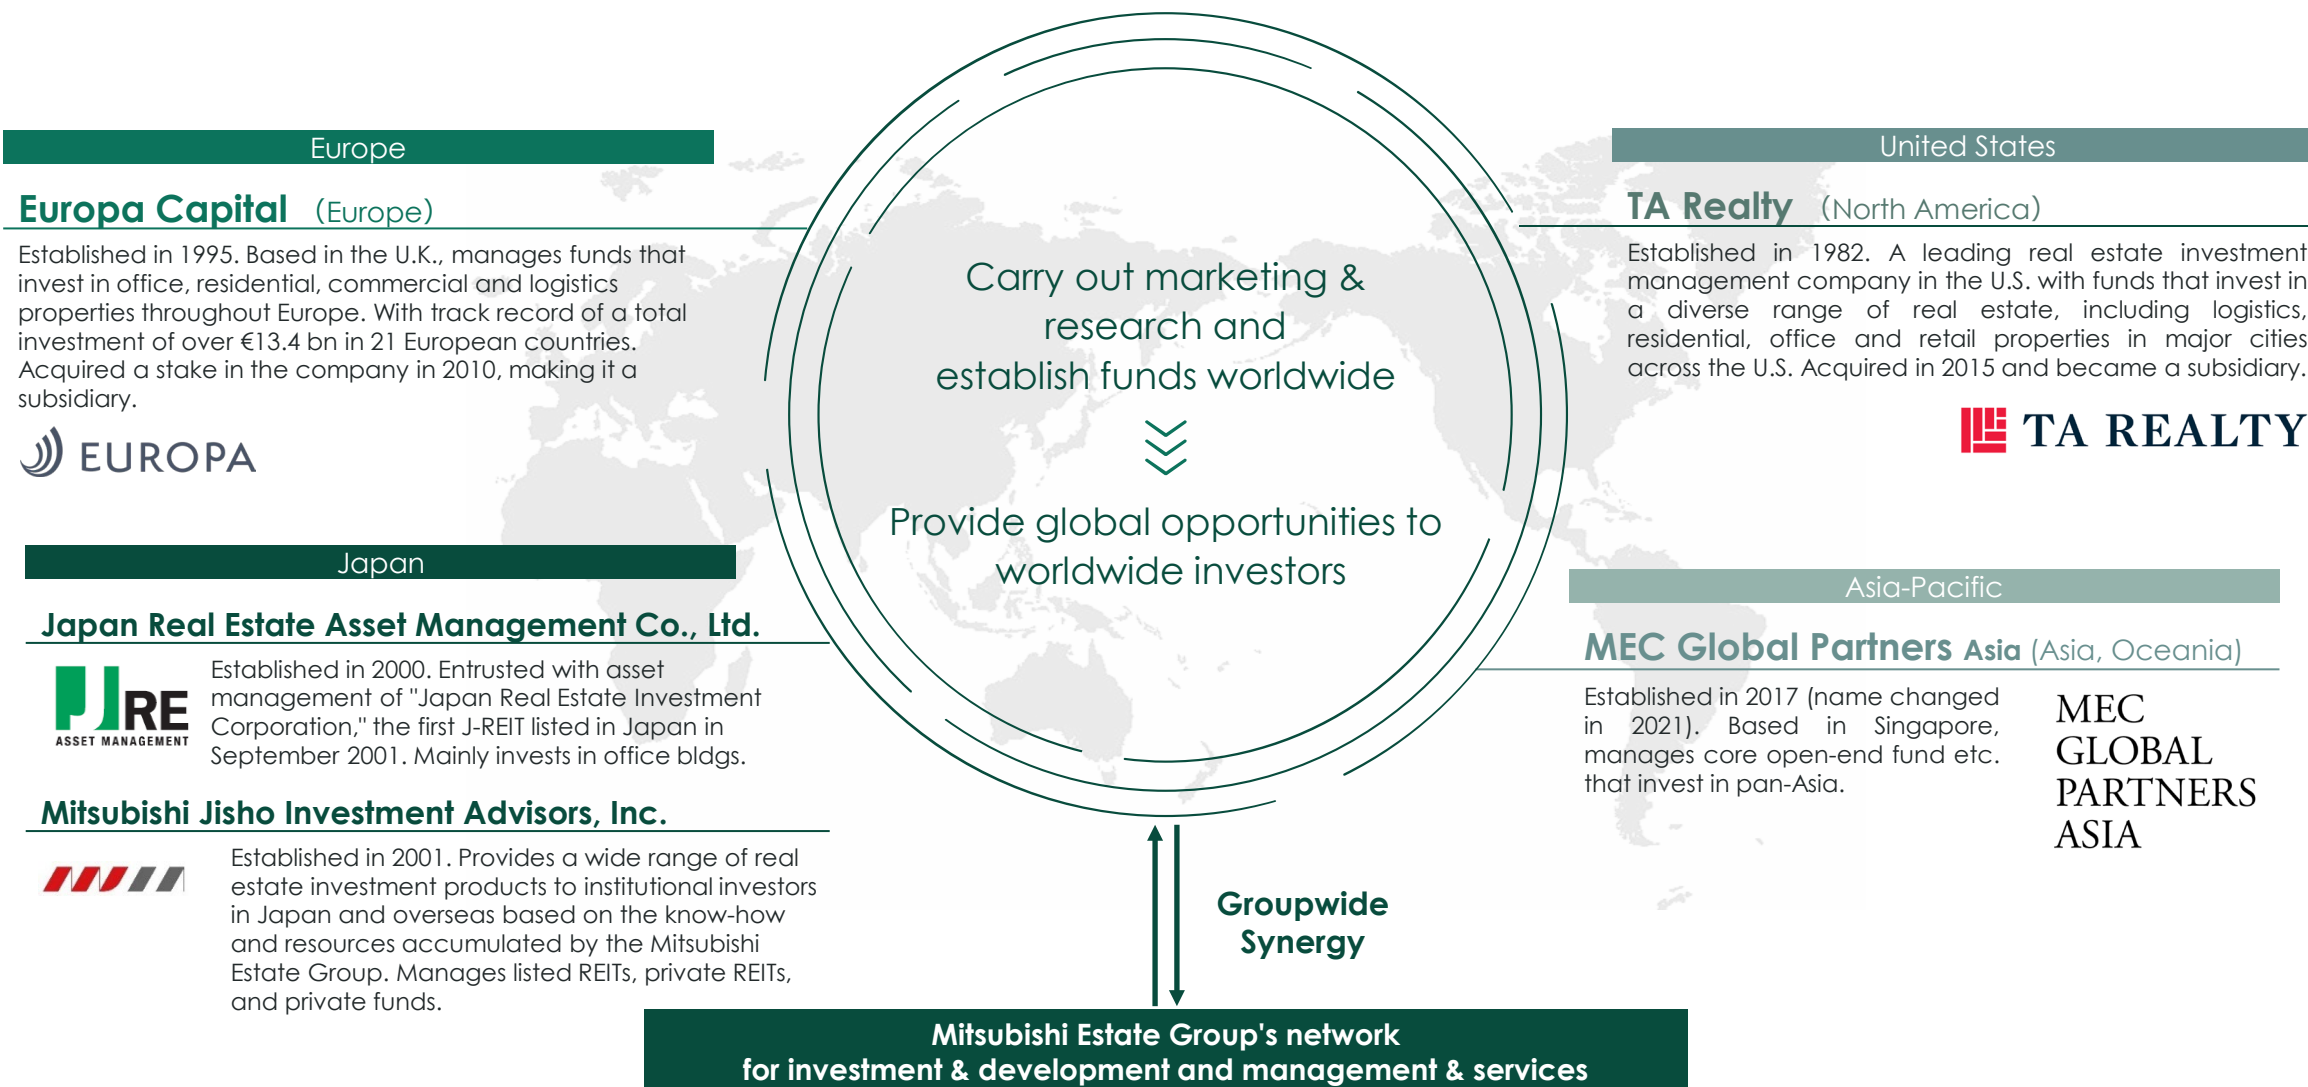 Europe
Europa Capital （Europe）
Established in 1995. Based in the U.K., manages funds that
invest in office, residential, commercial and logistics
properties throughout Europe. With track record of a total
investment of over €13.4 bn in 21 European countries.
Acquired a stake in the company in 2010, making it a
subsidiary.
EUROPA
Japan
Japan Real Estate Asset Management Co., Ltd.
JRE
ASSET MANAGEMENT
Established in 2000. Entrusted with asset
management of "Japan Real Estate Investment
Corporation," the first J-REIT listed in Japan in
September 2001. Mainly invests in office bldgs.
Mitsubishi Jisho Investment Advisors, Inc.
Established in 2001. Provides a wide range of real
estate investment products to institutional investors
in Japan and overseas based on the know-how
and resources accumulated by the Mitsubishi
Estate Group. Manages listed REITs, private REITs,
and private funds.
Carry out marketing &
research and
establish funds worldwide
Provide global opportunities to
worldwide investors
Groupwide
Synergy
Mitsubishi Estate Group's network
for investment & development and management & services
United States
TA Realty （North America）
Established in 1982. A leading real estate investment
management company in the U.S. with funds that invest in
a diverse range of real estate, including logistics,
residential, office and retail properties in major cities
across the U.S. Acquired in 2015 and became a subsidiary.
TA REALTY
Asia-Pacific
MEC Global Partners Asia (Asia, Oceania)
Established in 2017 (name changed
in 2021). Based in Singapore,
manages core open-end fund etc.
that invest in pan-Asia.
MEC
GLOBAL
PARTNERS
ASIA